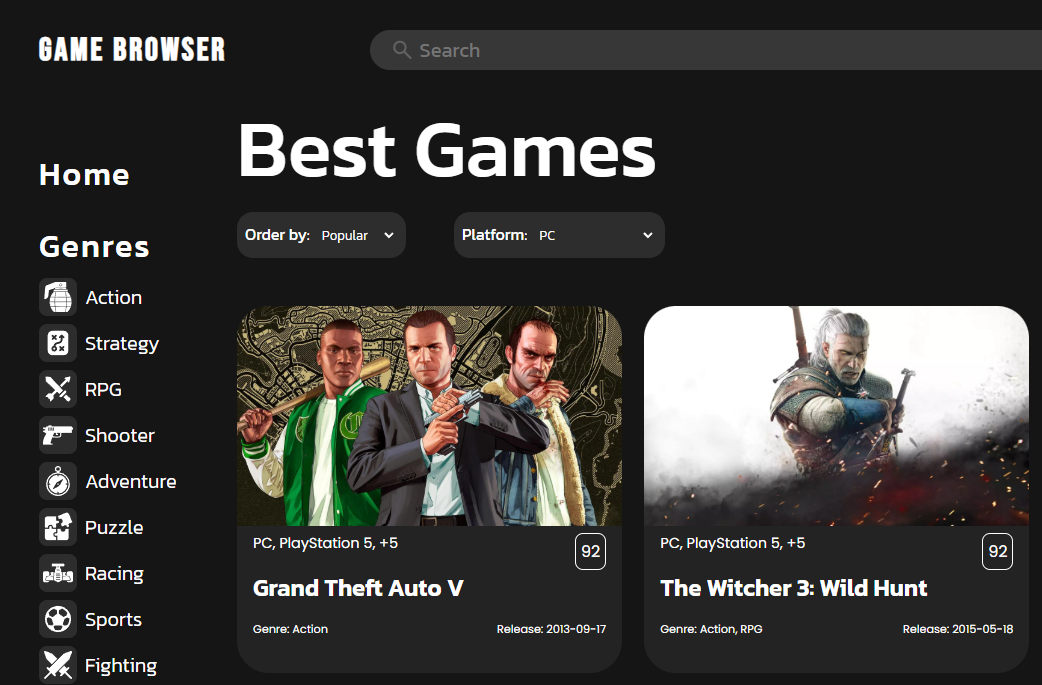 GAME BROWSER
Search
Best Games
Home
Order by: Popular
Platform: PC
Genres
Action
Strategy
RPG
Shooter
Adventure
Puzzle
Racing
Sports
Fighting
PC, PlayStation 5, +5
92
Grand Theft Auto V
Genre: Action
Release: 2013-09-17
PC, PlayStation 5, +5
92
The Witcher 3: Wild Hunt
Genre: Action, RPG
Release: 2015-05-18